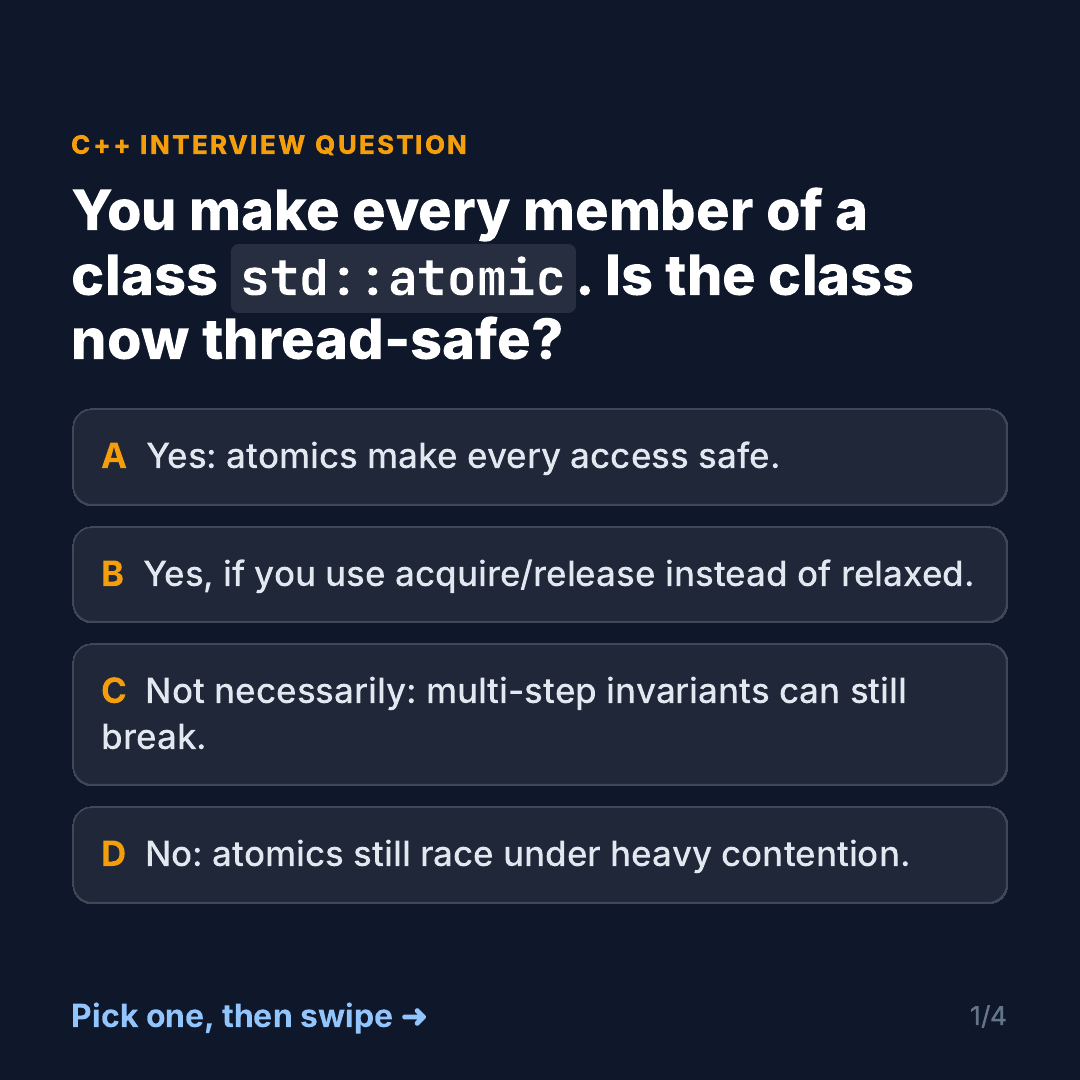 C++ INTERVIEW QUESTION
You make every member of a
class std::atomic. Is the class
now thread-safe?
A Yes: atomics make every access safe.
B Yes, if you use acquire/release instead of relaxed.
C Not necessarily: multi-step invariants can still
break.
D No: atomics still race under heavy contention.
Pick one, then swipe ➜
1/4